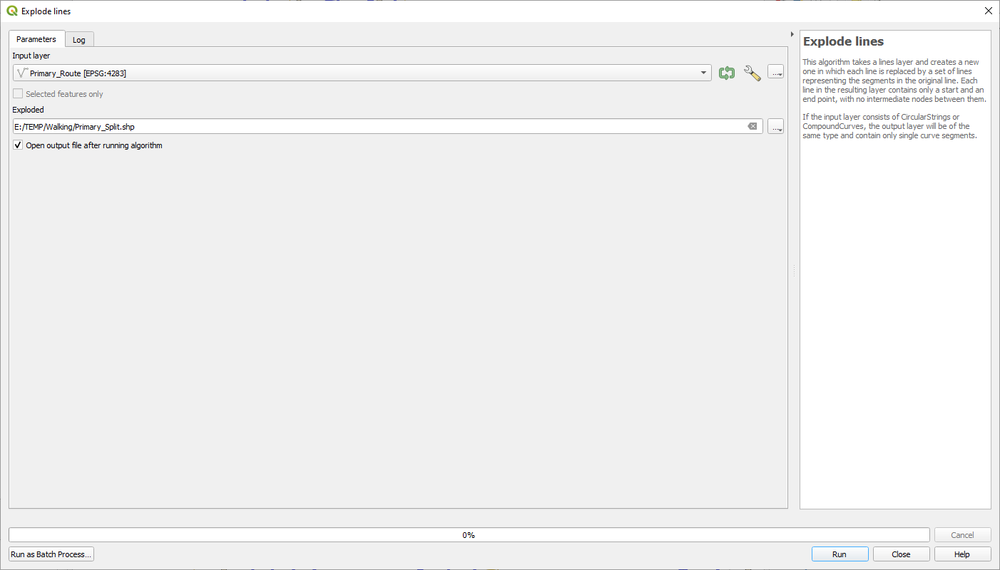 Explode lines
Parameters
Log
Input layer
Primary_Route [EPSG:4283]
...
Selected features only
Exploded
E:/TEMP/Walking/Primary_Split.shp
...
Open output file after running algorithm
Explode lines
This algorithm takes a lines layer and creates a new
one in which each line is replaced by a set of lines
representing the segments in the original line. Each
line in the resulting layer contains only a start and an
end point, with no intermediate nodes between them.
If the input layer consists of CircularStrings or
CompoundCurves, the output layer will be of the
same type and contain only single curve segments.
0%
Cancel
Run as Batch Process...
Run
Close
Help